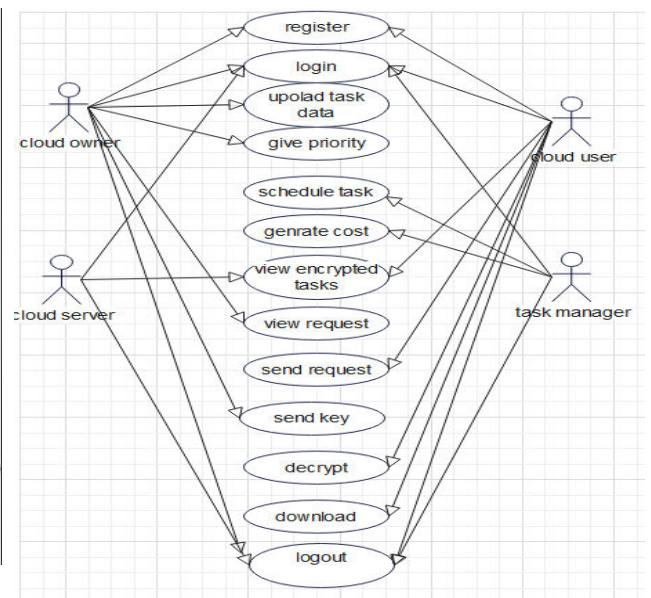 register
login
upolad task
data
give priority
cloud owner
cloud user
schedule task
genrate cost
view encrypted
tasks
cloud server
task manager
view request
send request
send key
decrypt
download
logout